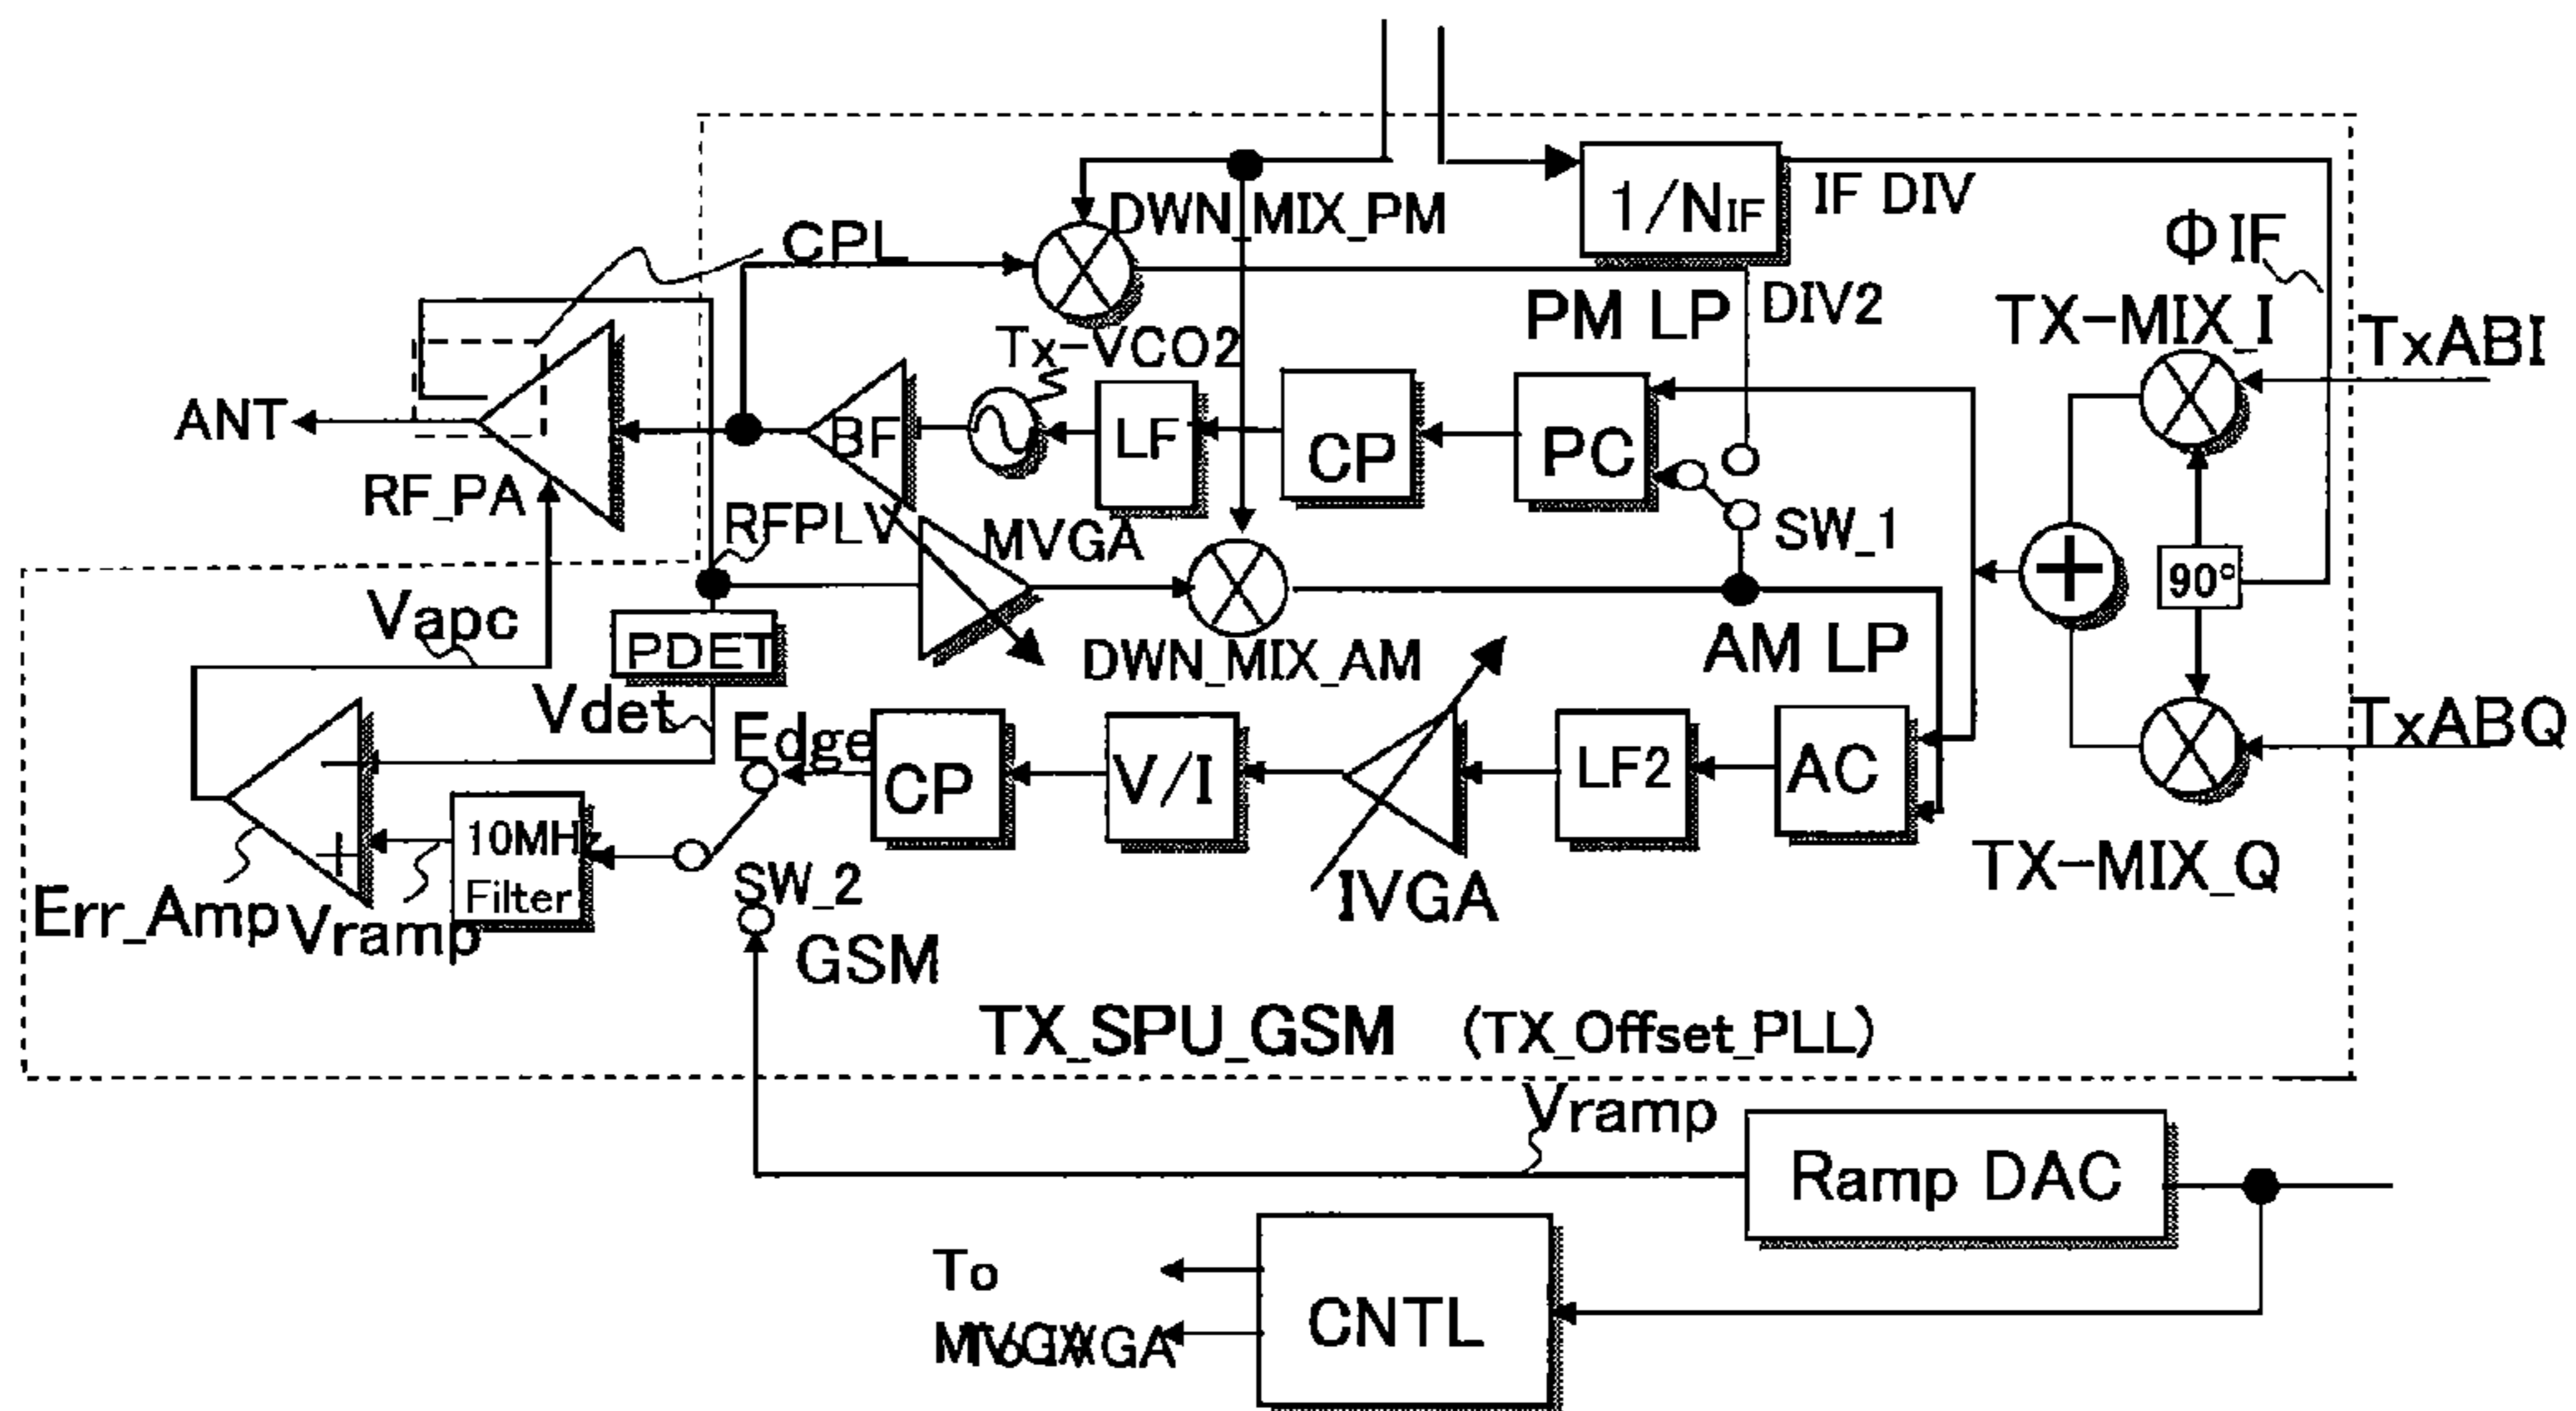 DWN_MIX_PM
1/NIF
IF DIV
ΦIF
CPL
PM LP
DIV2
TX-MIX_I
TxABI
Tx-VCO2
ANT
BF
LF
CP
PC
RF_PA
RFPLV
MVGA
SW_1
+
90°
Vapc
PDET
DWN_MIX_AM
AM LP
Vdet
Edge
CP
V/I
LF2
AC
TxABQ
10MHz
Filter
SW_2
IVGA
TX-MIX_Q
Err_Amp
Vramp
GSM
TX_SPU_GSM (TX_Offset_PLL)
Vramp
Ramp DAC
To
CNTL